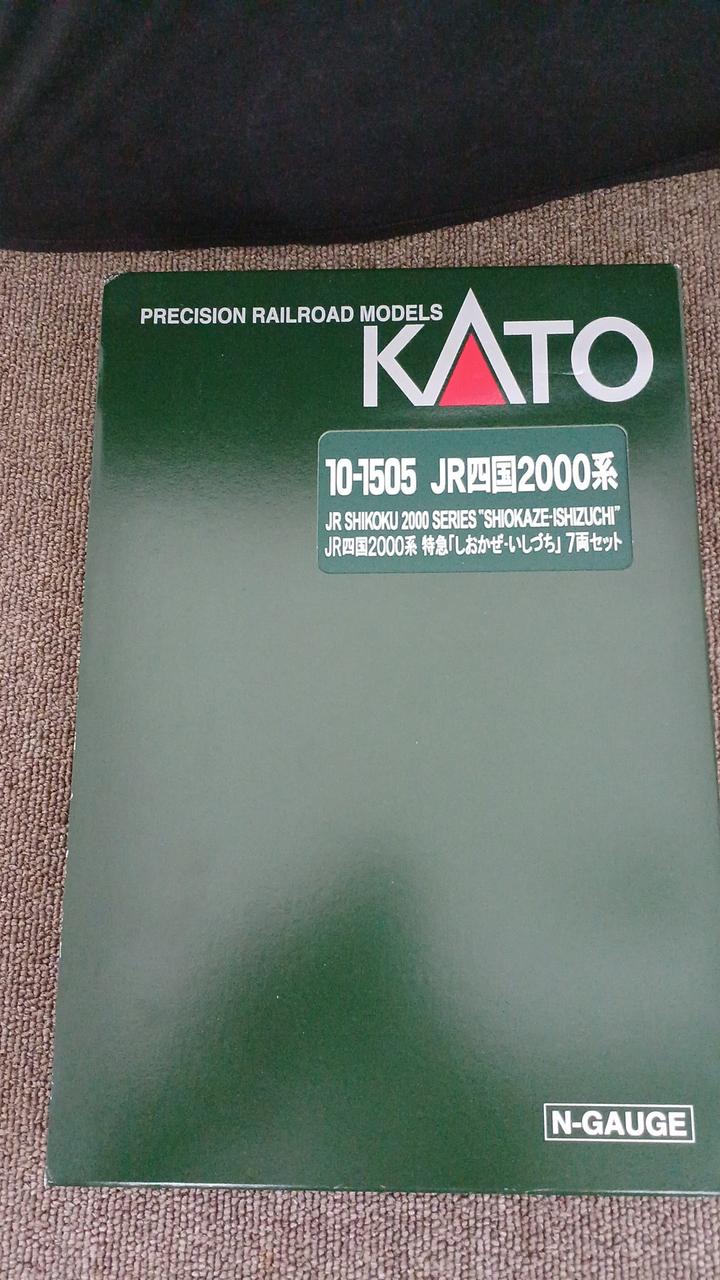 PRECISION RAILROAD MODELS
KATO
10-1505 JR四国2000系
JR SHIKOKU 2000 SERIES "SHIOKAZE-ISHIZUCHI"
JR四国2000系 特急「しおかぜ・いしづち」 7両セット
N-GAUGE